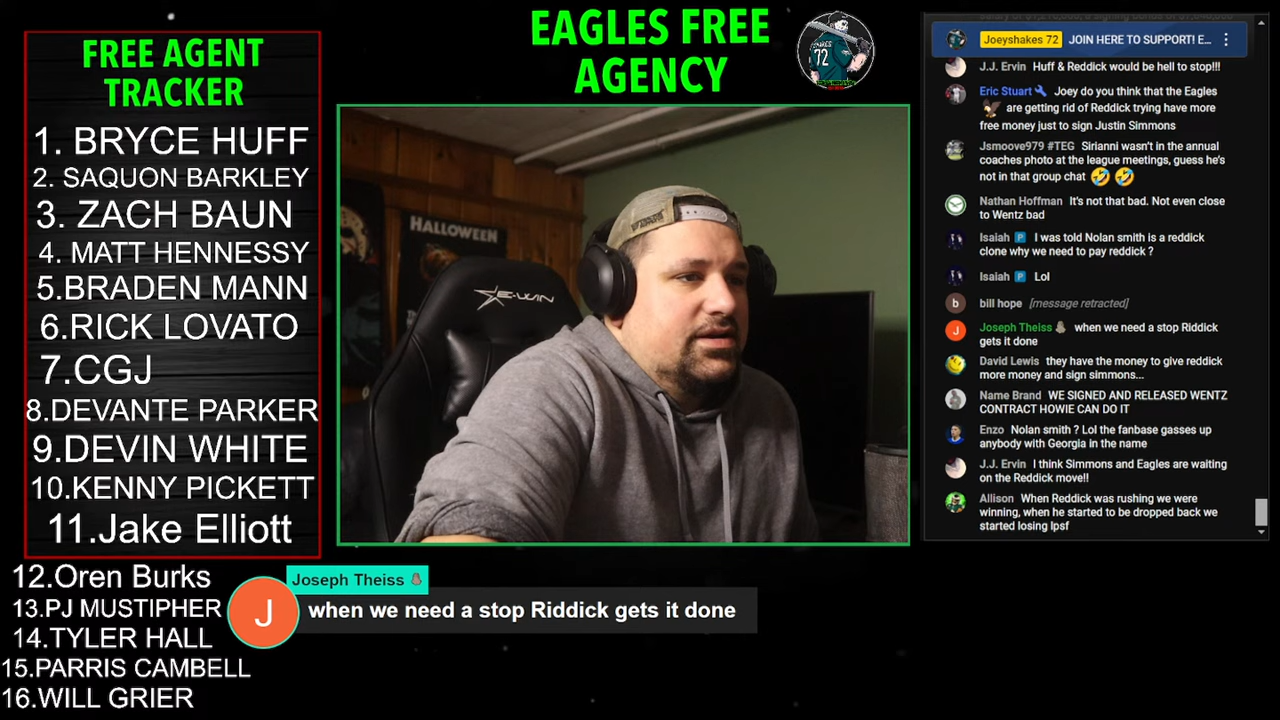 FREE AGENT
TRACKER
1. BRYCE HUFF
2. SAQUON BARKLEY
3. ZACH BAUN
4. MATT HENNESSY
5.BRADEN MANN
6.RICK LOVATO
7.CGJ
8.DEVANTE PARKER
9.DEVIN WHITE
10.KENNY PICKETT
11.Jake Elliott
12.Oren Burks
13.PJ MUSTIPHER
14.TYLER HALL
15.PARRIS CAMBELL
16.WILL GRIER
EAGLES FREE
AGENCY
72
HALLOWEEN
E-WIN
Joseph Theiss
J
when we need a stop Riddick gets it done
Joeyshakes 72 JOIN HERE TO SUPPORT! E...
J.J. Ervin Huff & Reddick would be hell to stop!!!
Eric Stuart Joey do you think that the Eagles
are getting rid of Reddick trying have more
free money just to sign Justin Simmons
Jsmoove979 #TEG Sirianni wasn't in the annual
coaches photo at the league meetings, guess he's
not in that group chat 🤣 🤣
Nathan Hoffman It's not that bad. Not even close
to Wentz bad
Isaiah P I was told Nolan smith is a reddick
clone why we need to pay reddick ?
Isaiah P Lol
b bill hope [message retracted]
J Joseph Theiss when we need a stop Riddick
gets it done
David Lewis they have the money to give reddick
more money and sign simmons...
Name Brand WE SIGNED AND RELEASED WENTZ
CONTRACT HOWIE CAN DO IT
Enzo Nolan smith ? Lol the fanbase gasses up
anybody with Georgia in the name
J.J. Ervin I think Simmons and Eagles are waiting
on the Reddick move!!
Allison When Reddick was rushing we were
winning, when he started to be dropped back we
started losing lpsf